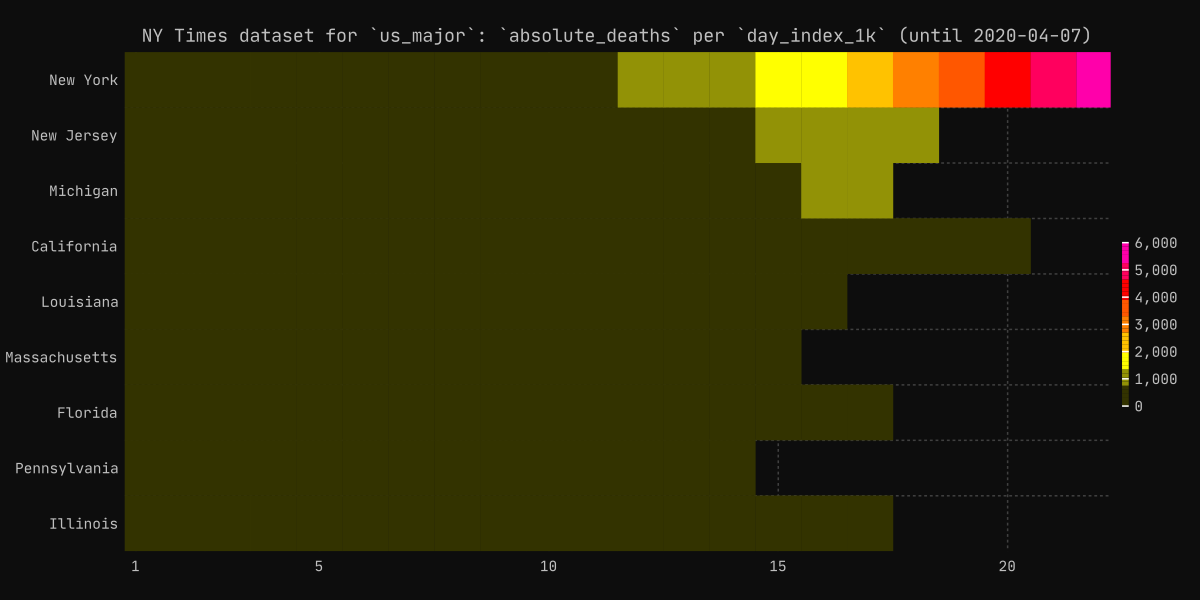 NY Times dataset for `us_major`: `absolute_deaths` per `day_index_1k` (until 2020-04-07)
New York
New Jersey
Michigan
California
Louisiana
Massachusetts
Florida
Pennsylvania
Illinois
1 5 10 15 20
6,000
5,000
4,000
3,000
2,000
1,000
0